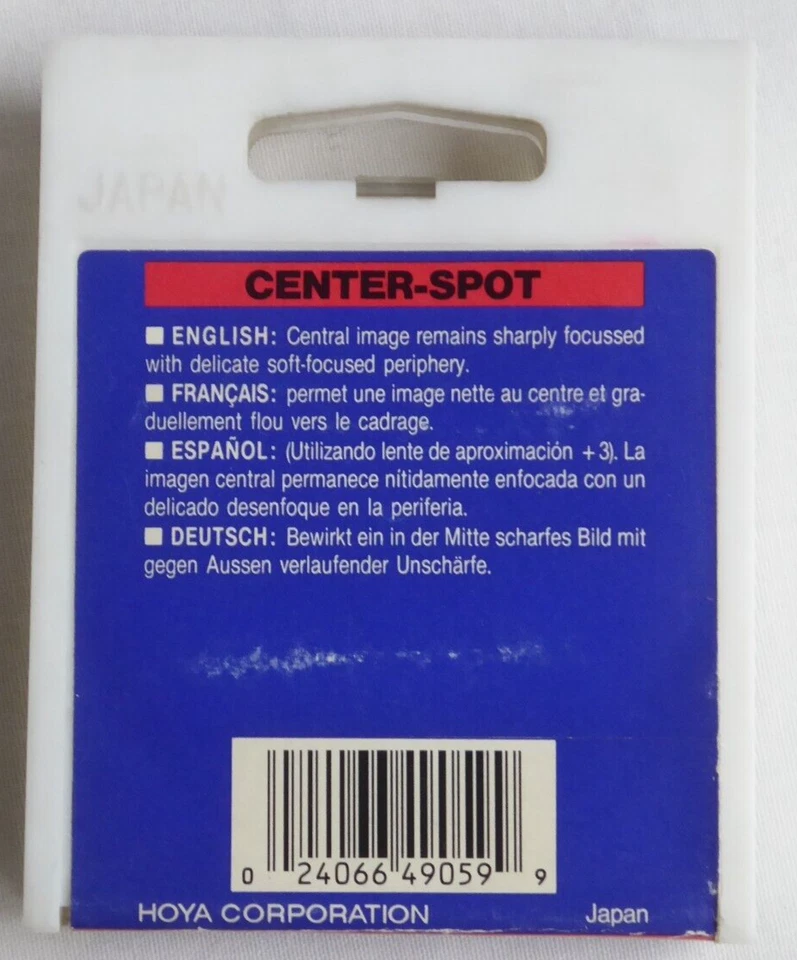 JAPAN
CENTER-SPOT
■ ENGLISH: Central image remains sharply focussed
with delicate soft-focused periphery.
■ FRANÇAIS: permet une image nette au centre et gra-
duellement flou vers le cadrage.
■ ESPAÑOL: (Utilizando lente de aproximación +3). La
imagen central permanece nítidamente enfocada con un
delicado desenfoque en la periferia.
■ DEUTSCH: Bewirkt ein in der Mitte scharfes Bild mit
gegen Aussen verlaufender Unschärfe.
0 24066 49059 9
HOYA CORPORATION Japan